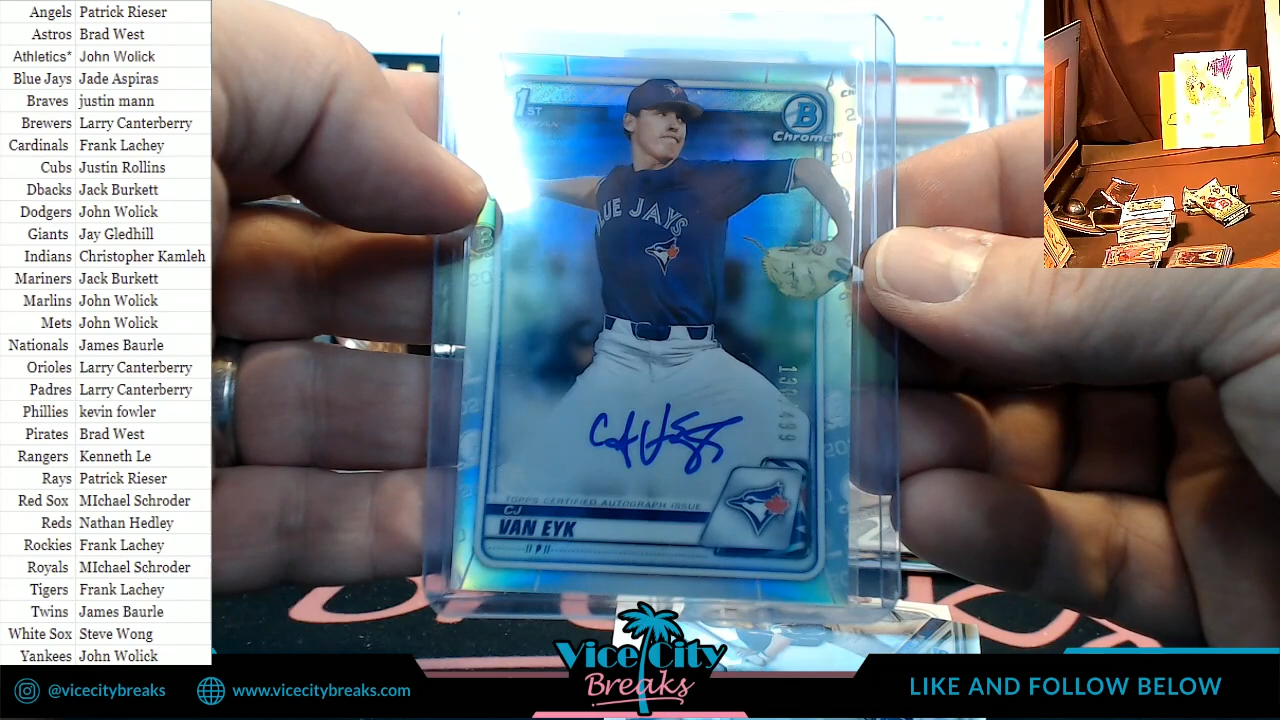 Angels Patrick Rieser
Astros Brad West
Athletics* John Wolick
Blue Jays Jade Aspiras
Braves justin mann
Brewers Larry Canterberry
Cardinals Frank Lachey
Cubs Justin Rollins
Dbacks Jack Burkett
Dodgers John Wolick
Giants Jay Gledhill
Indians Christopher Kamleh
Mariners Jack Burkett
Marlins John Wolick
Mets John Wolick
Nationals James Baurle
Orioles Larry Canterberry
Padres Larry Canterberry
Phillies kevin fowler
Pirates Brad West
Rangers Kenneth Le
Rays Patrick Rieser
Red Sox MIchael Schroder
Reds Nathan Hedley
Rockies Frank Lachey
Royals MIchael Schroder
Tigers Frank Lachey
Twins James Baurle
White Sox Steve Wong
Yankees John Wolick
1ST
B
Chrome
BLUE JAYS
TOPPS CERTIFIED AUTOGRAPH ISSUE
CJ
VAN EYK
P
Vice City
Breaks
@vicecitybreaks
www.vicecitybreaks.com
LIKE AND FOLLOW BELOW